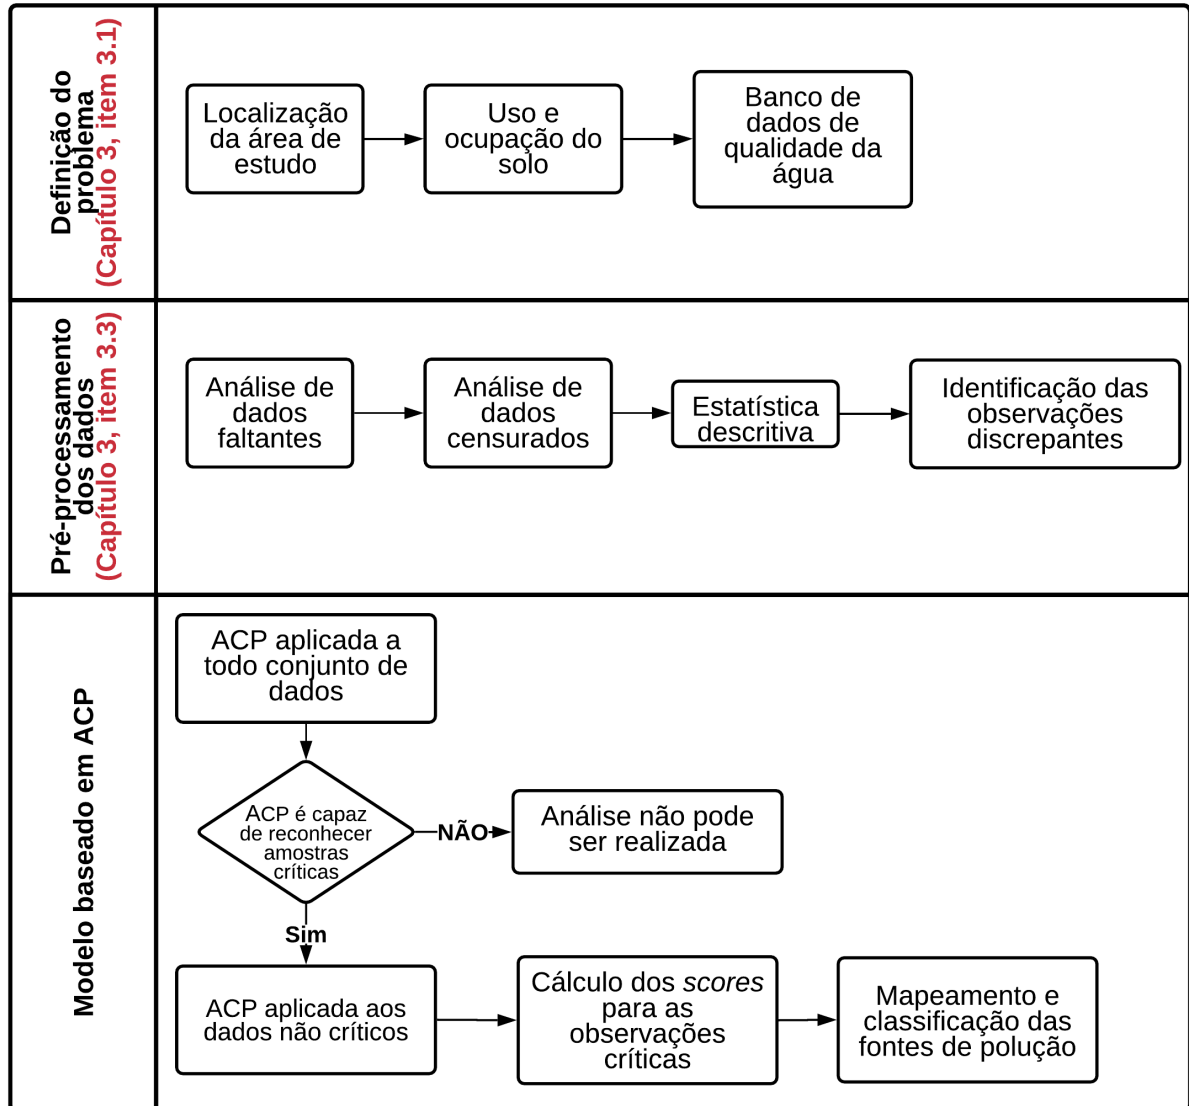 Definição do
problema
(Capítulo 3, item 3.1)
Localização
da área de
estudo
Uso e
ocupação do
solo
Banco de
dados de
qualidade da
água
Pré-processamento
dos dados
(Capítulo 3, item 3.3)
Análise de
dados
faltantes
Análise de
dados
censurados
Estatística
descritiva
Identificação das
observações
discrepantes
Modelo baseado em ACP
ACP aplicada a
todo conjunto de
dados
ACP é capaz
de reconhecer
amostras
críticas
NÃO
Análise não pode
ser realizada
Sim
ACP aplicada aos
dados não críticos
Cálculo dos scores
para as
observações
críticas
Mapeamento e
classificação das
fontes de polução